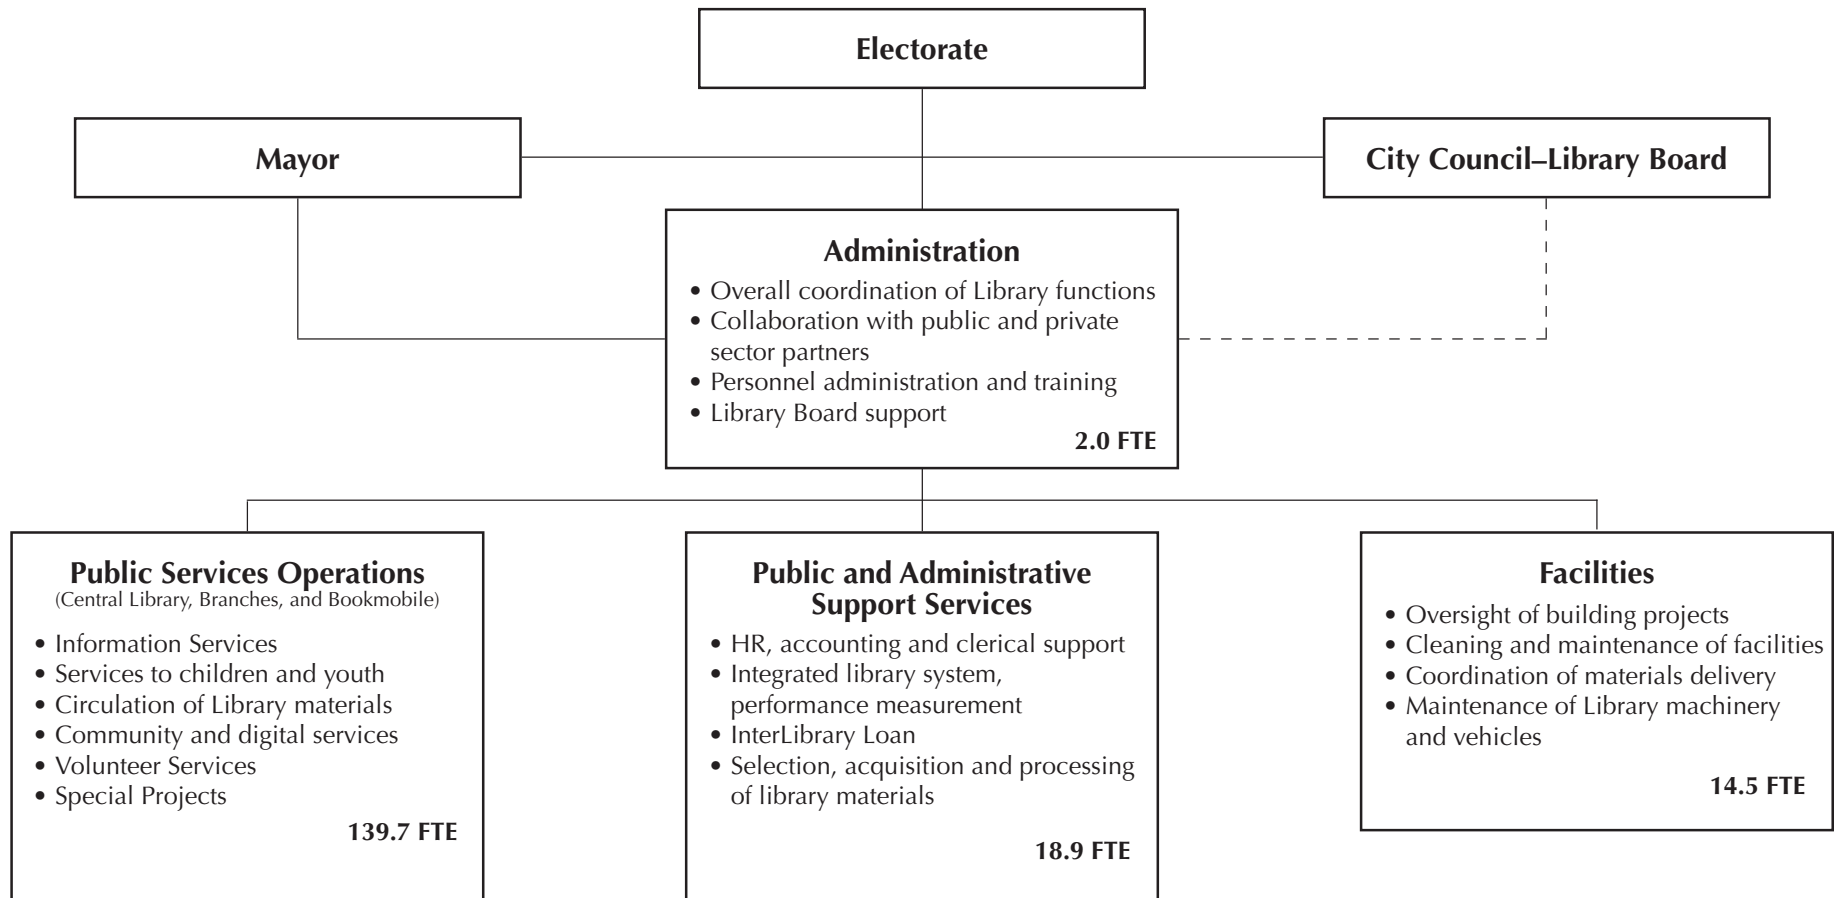 Electorate
Mayor
City Council–Library Board
Administration
• Overall coordination of Library functions
• Collaboration with public and private
sector partners
• Personnel administration and training
• Library Board support
2.0 FTE
Public Services Operations
(Central Library, Branches, and Bookmobile)
• Information Services
• Services to children and youth
• Circulation of Library materials
• Community and digital services
• Volunteer Services
• Special Projects
139.7 FTE
Public and Administrative
Support Services
• HR, accounting and clerical support
• Integrated library system,
performance measurement
• InterLibrary Loan
• Selection, acquisition and processing
of library materials
18.9 FTE
Facilities
• Oversight of building projects
• Cleaning and maintenance of facilities
• Coordination of materials delivery
• Maintenance of Library machinery
and vehicles
14.5 FTE